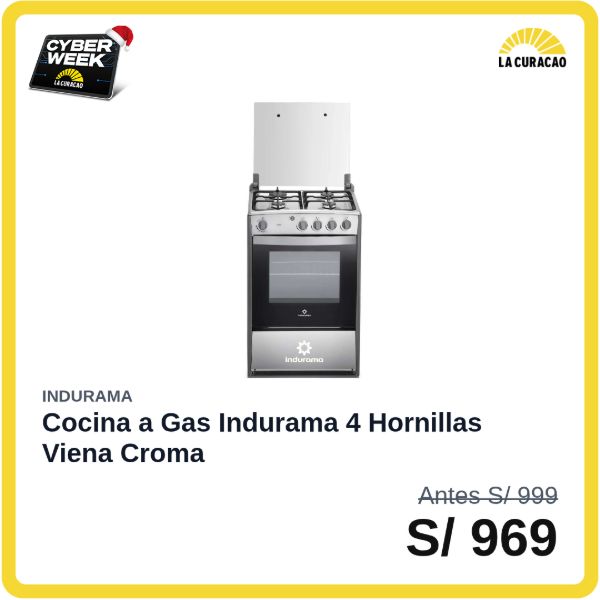 CYBER
WEEK
LA CURACAO
LA CURACAO
indurama
INDURAMA
Cocina a Gas Indurama 4 Hornillas
Viena Croma
Antes S/ 999
S/ 969